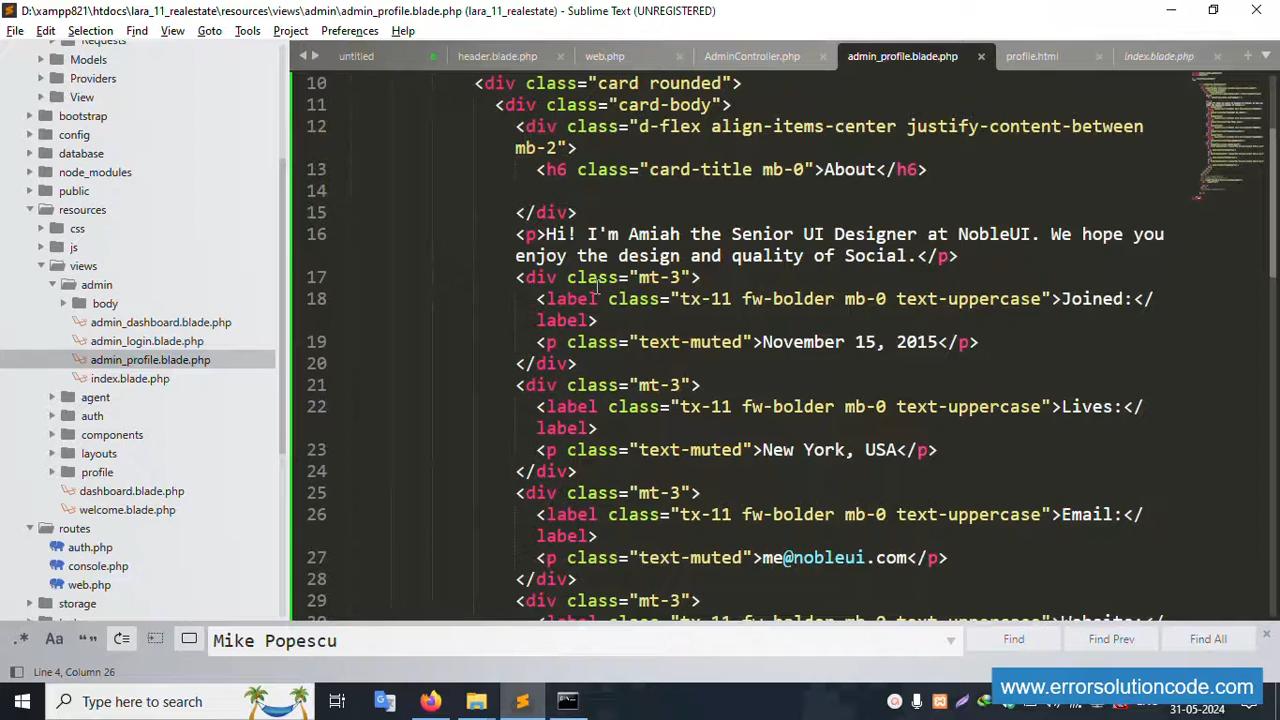 D:\xampp821\htdocs\lara_11_realestate\resources\views\admin\admin_profile.blade.php (lara_11_realestate) - Sublime Text (UNREGISTERED)
File Edit Selection Find View Goto Tools Project Preferences Help
untitled header.blade.php web.php AdminController.php admin_profile.blade.php profile.html index.blade.php
Requests
Models
Providers
View
bootstrap
config
database
node_modules
public
resources
css
js
views
admin
body
admin_dashboard.blade.php
admin_login.blade.php
admin_profile.blade.php
index.blade.php
agent
auth
components
layouts
profile
dashboard.blade.php
welcome.blade.php
routes
auth.php
console.php
web.php
storage
10 <div class="card rounded">
11 <div class="card-body">
12 <div class="d-flex align-items-center justify-content-between
mb-2">
13 <h6 class="card-title mb-0">About</h6>
14
15 </div>
16 <p>Hi! I'm Amiah the Senior UI Designer at NobleUI. We hope you
enjoy the design and quality of Social.</p>
17 <div class="mt-3">
18 <label class="tx-11 fw-bolder mb-0 text-uppercase">Joined:</
label>
19 <p class="text-muted">November 15, 2015</p>
20 </div>
21 <div class="mt-3">
22 <label class="tx-11 fw-bolder mb-0 text-uppercase">Lives:</
label>
23 <p class="text-muted">New York, USA</p>
24 </div>
25 <div class="mt-3">
26 <label class="tx-11 fw-bolder mb-0 text-uppercase">Email:</
label>
27 <p class="text-muted">me@nobleui.com</p>
28 </div>
29 <div class="mt-3">
Mike Popescu
Find Find Prev Find All
Line 4, Column 26
Type here to search
www.errorsolutioncode.com
31-05-2024